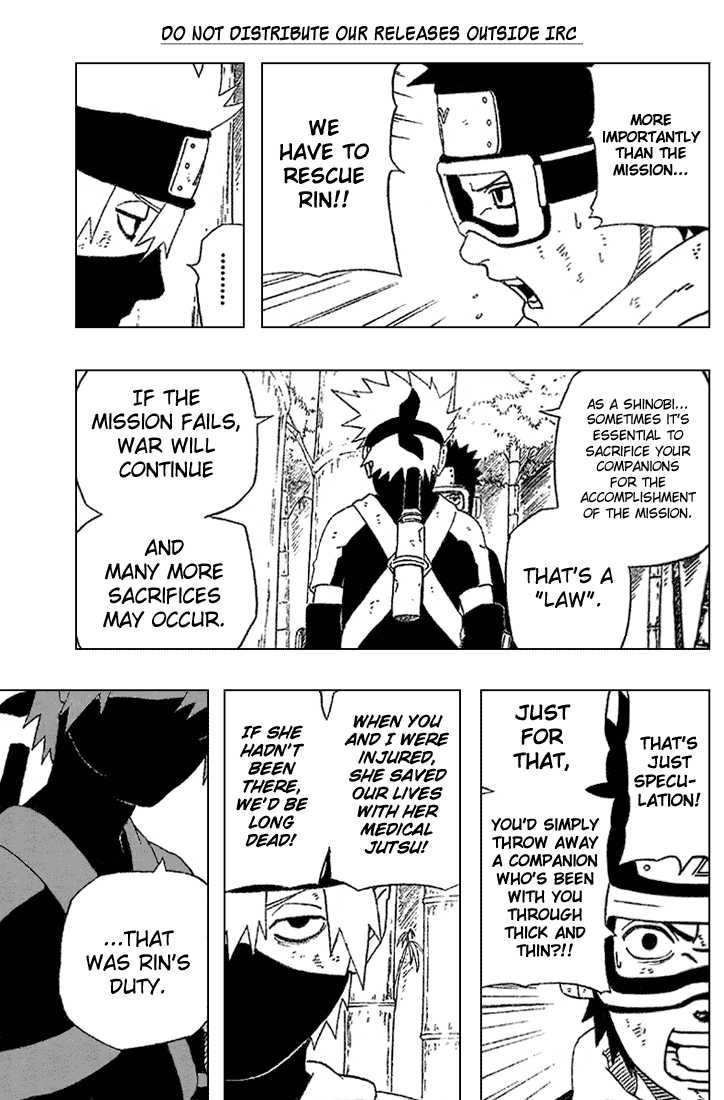 DO NOT DISTRIBUTE OUR RELEASES OUTSIDE IRC
MORE
IMPORTANTLY
THAN THE
MISSION...
WE
HAVE TO
RESCUE
RIN!!
.........
AS A SHINOBI...
SOMETIMES IT'S
ESSENTIAL TO
SACRIFICE YOUR
COMPANIONS
FOR THE
ACCOMPLISHMENT
OF THE MISSION.
THAT'S A
"LAW".
IF THE
MISSION FAILS,
WAR WILL
CONTINUE
AND
MANY MORE
SACRIFICES
MAY OCCUR.
THAT'S
JUST
SPECU-
LATION!
JUST
FOR
THAT,
YOU'D SIMPLY
THROW AWAY
A COMPANION
WHO'S BEEN
WITH YOU
THROUGH
THICK AND
THIN?!!
WHEN YOU
AND I WERE
INJURED,
SHE SAVED
OUR LIVES
WITH HER
MEDICAL
JUTSU!
IF SHE
HADN'T
BEEN
THERE,
WE'D BE
LONG
DEAD!
...THAT
WAS RIN'S
DUTY.